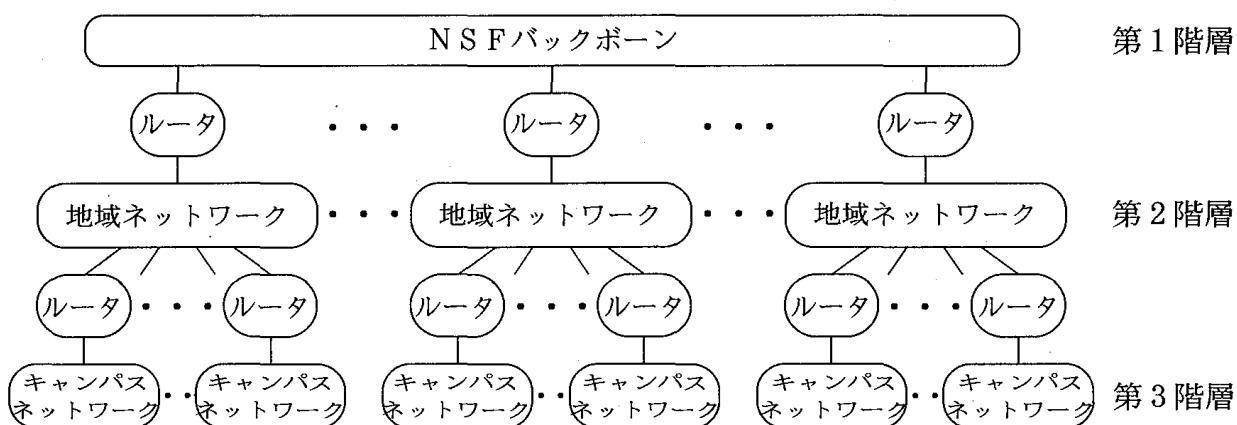 NSFバックボーン 第1階層
ルータ ・・・ ルータ ・・・ ルータ
地域ネットワーク ・・・ 地域ネットワーク ・・・ 地域ネットワーク 第2階層
ルータ ・・・ ルータ ルータ ・・・ ルータ ルータ ・・・ ルータ
キャンパス ・・ キャンパス キャンパス ・・ キャンパス キャンパス ・・ キャンパス
ネットワーク ネットワーク ネットワーク ネットワーク ネットワーク ネットワーク 第3階層